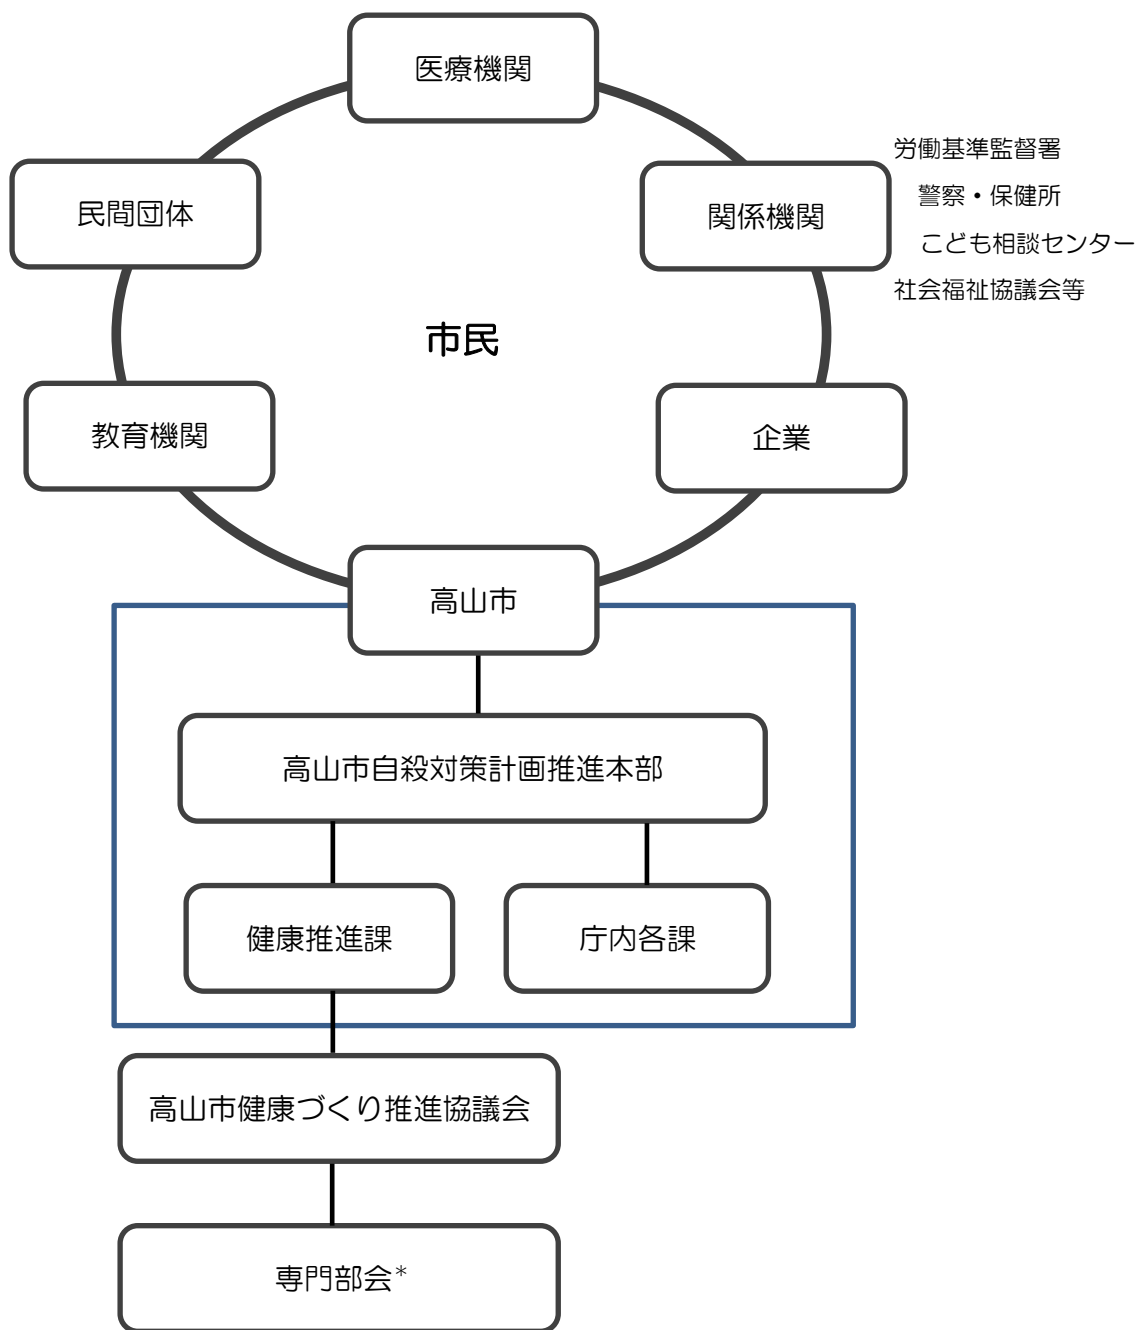 医療機関
労働基準監督署
警察・保健所
民間団体
関係機関
こども相談センター
社会福祉協議会等
市民
教育機関
企業
高山市
高山市自殺対策計画推進本部
健康推進課
庁内各課
高山市健康づくり推進協議会
専門部会*